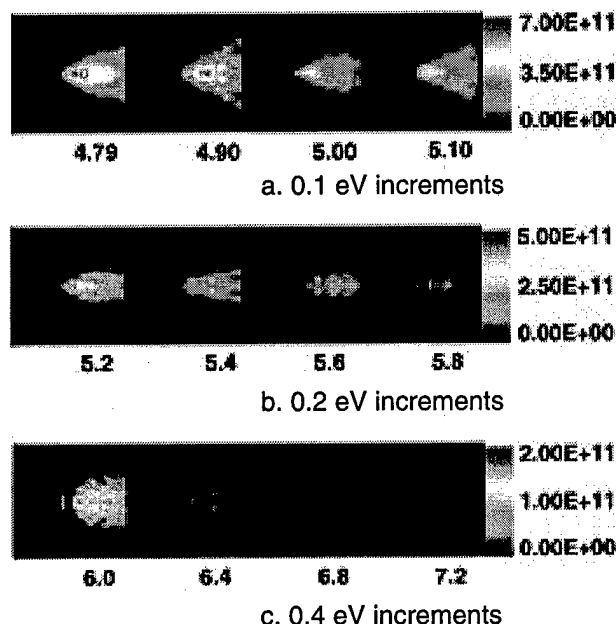 7.00E+11
3.50E+11
0.00E+00
4.79 4.90 5.00 5.10
a. 0.1 eV increments
5.00E+11
2.50E+11
0.00E+00
5.2 5.4 5.6 5.8
b. 0.2 eV increments
2.00E+11
1.00E+11
0.00E+00
6.0 6.4 6.8 7.2
c. 0.4 eV increments